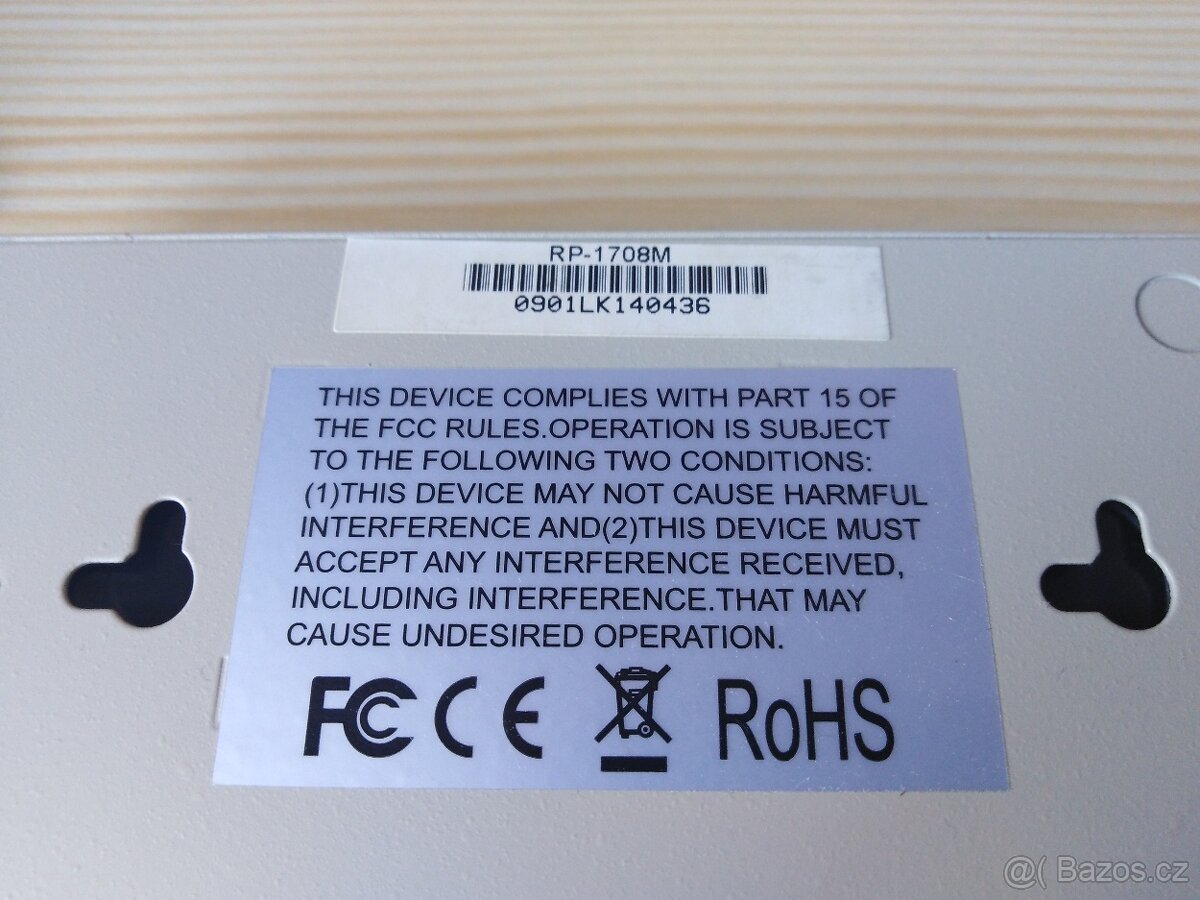 RP-1708M
0901LK140436
THIS DEVICE COMPLIES WITH PART 15 OF
THE FCC RULES.OPERATION IS SUBJECT
TO THE FOLLOWING TWO CONDITIONS:
(1)THIS DEVICE MAY NOT CAUSE HARMFUL
INTERFERENCE AND(2)THIS DEVICE MUST
ACCEPT ANY INTERFERENCE RECEIVED,
INCLUDING INTERFERENCE.THAT MAY
CAUSE UNDESIRED OPERATION.
FC CE RoHS
@( Bazos.cz